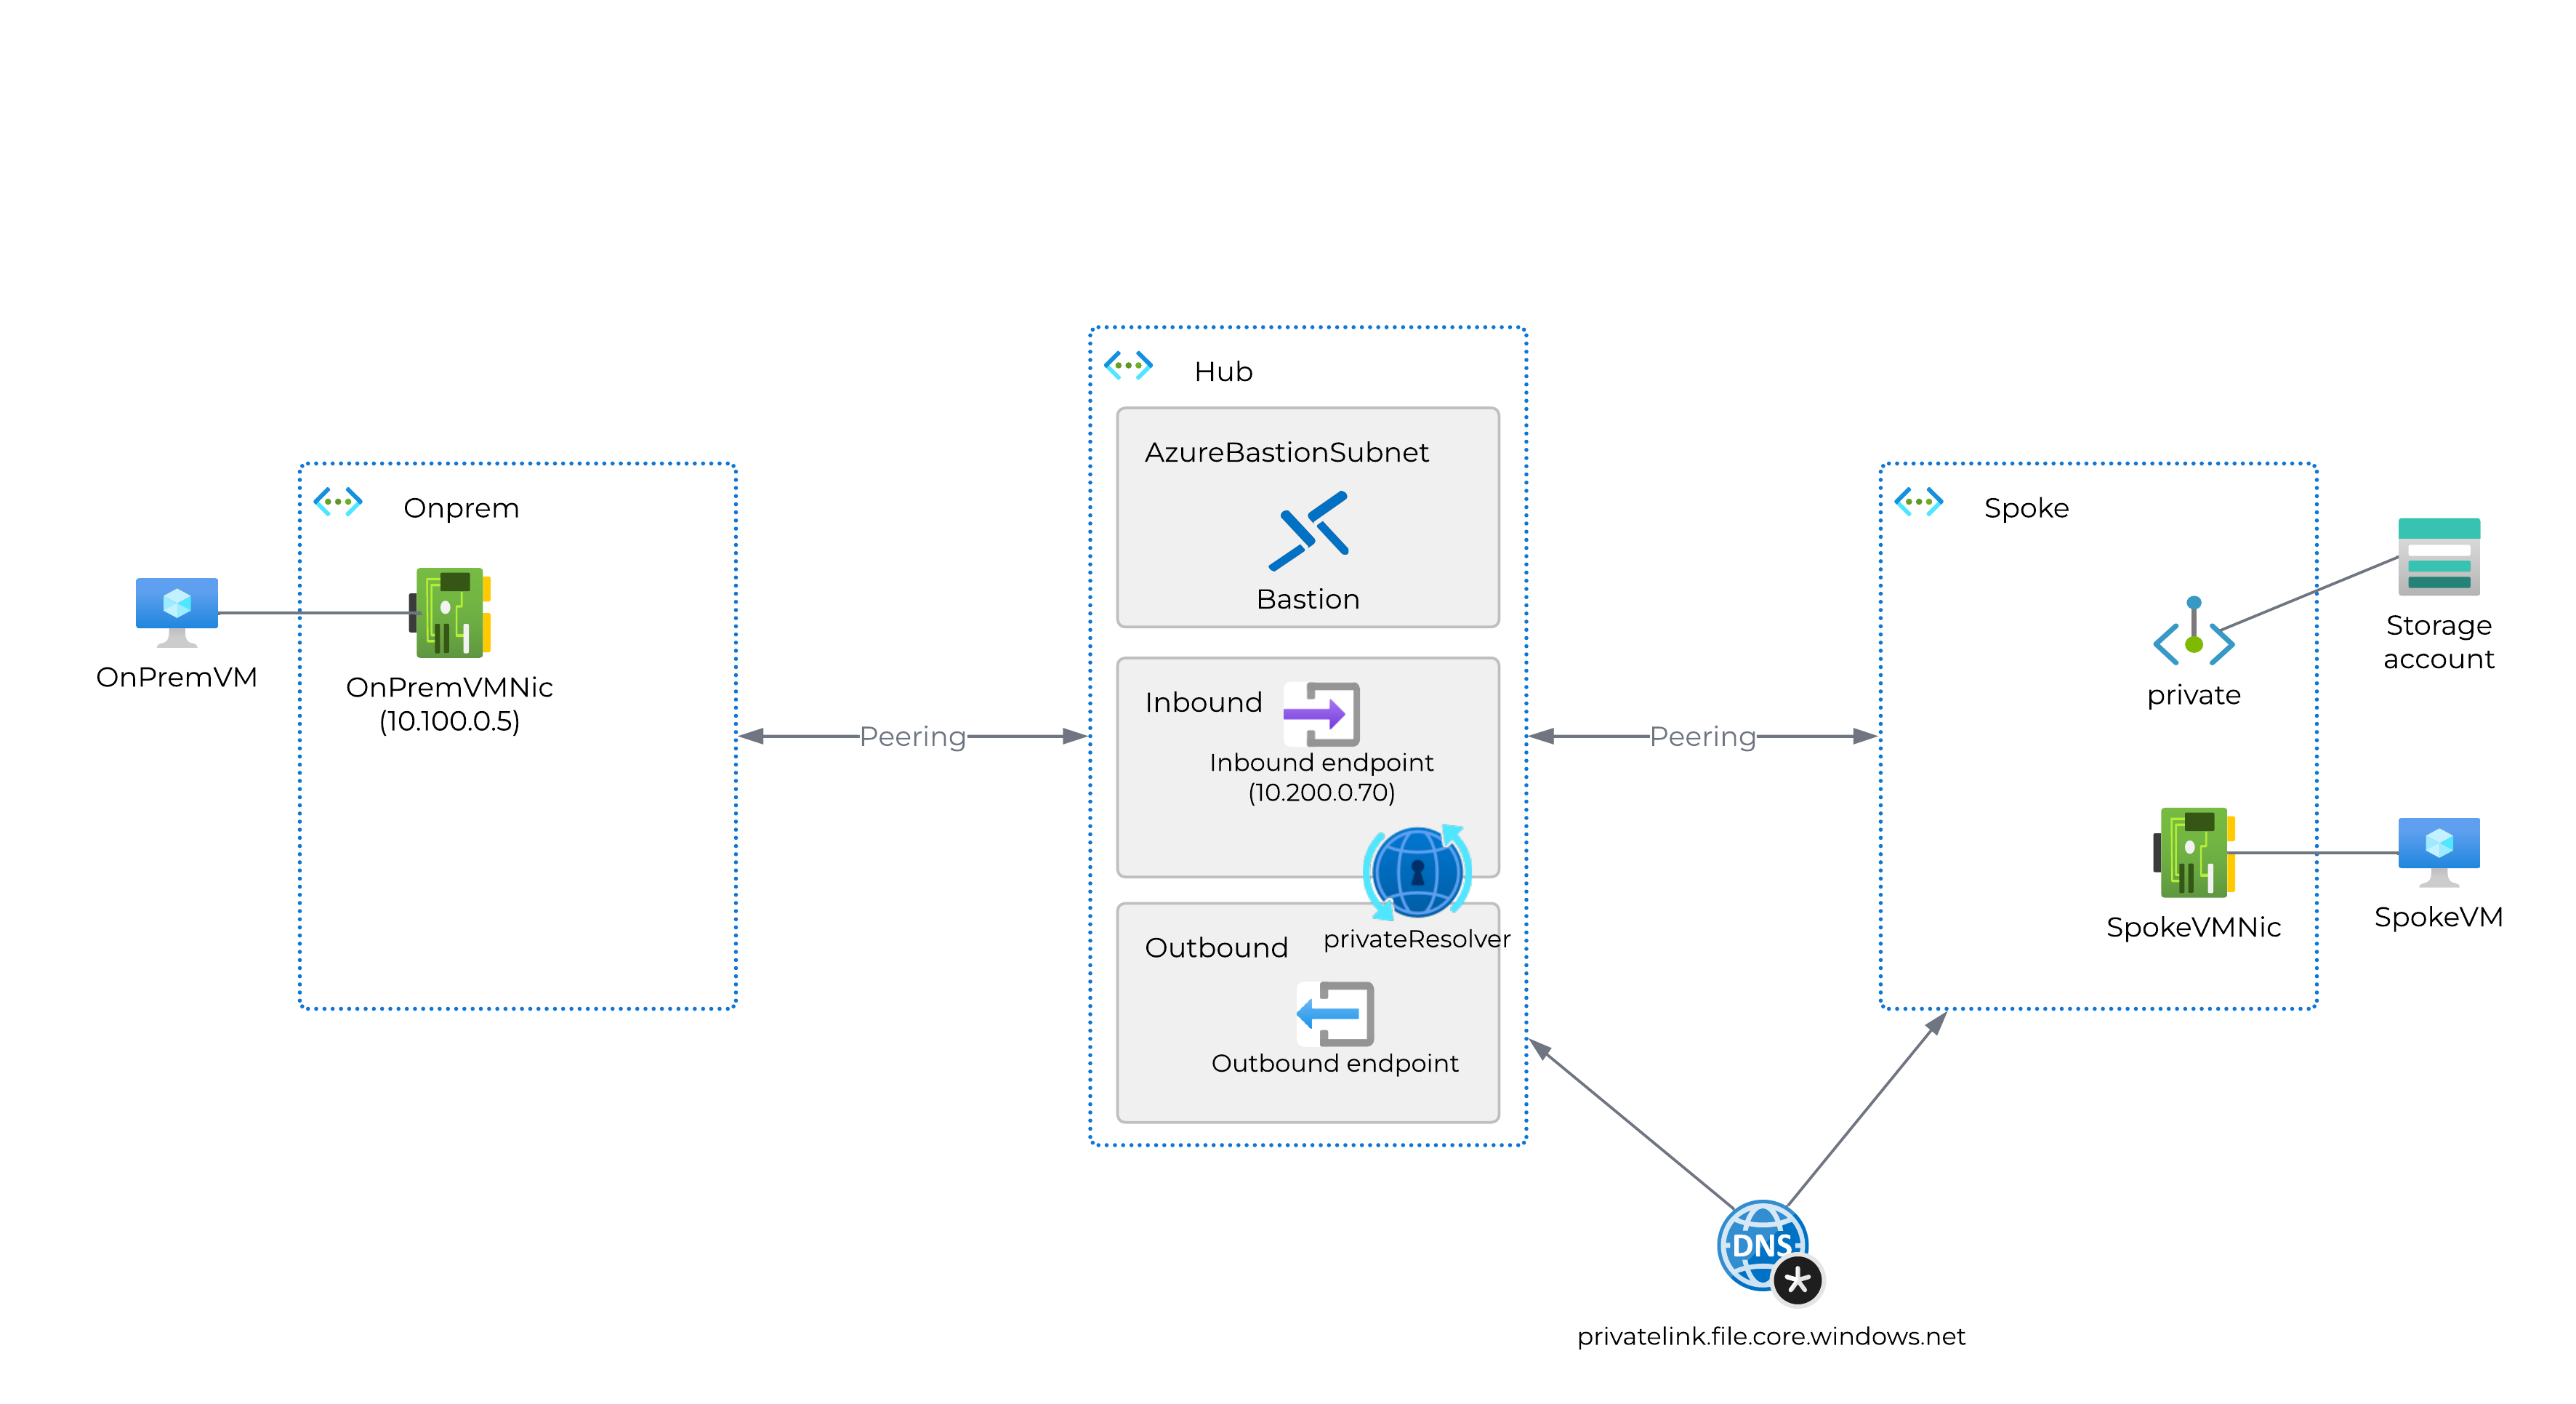 Hub
AzureBastionSubnet
Bastion
Onprem
OnPremVM
OnPremVMNic
(10.100.0.5)
Peering
Inbound
Inbound endpoint
(10.200.0.70)
privateResolver
Outbound
Outbound endpoint
Peering
Spoke
private
Storage
account
SpokeVMNic
SpokeVM
DNS
*
privatelink.file.core.windows.net